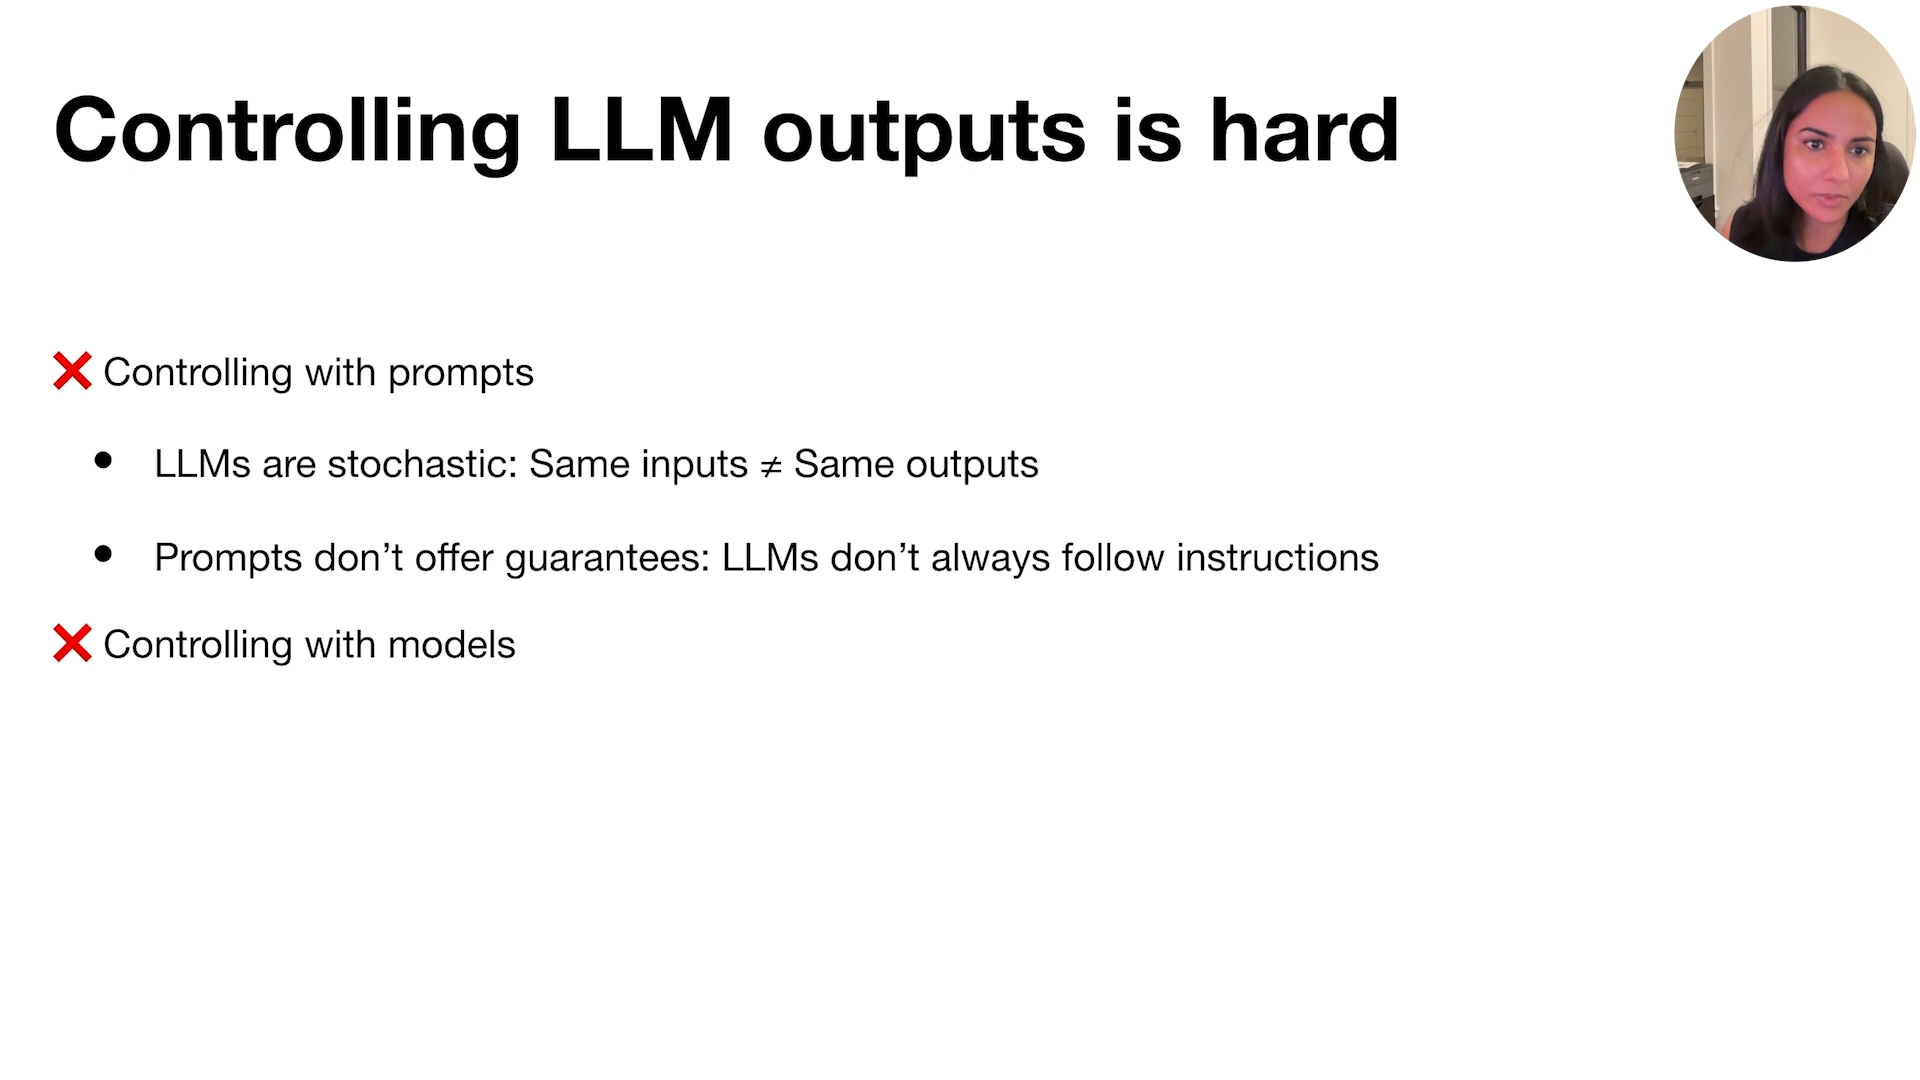 Controlling LLM outputs is hard
❌ Controlling with prompts
• LLMs are stochastic: Same inputs ≠ Same outputs
• Prompts don’t offer guarantees: LLMs don’t always follow instructions
❌ Controlling with models